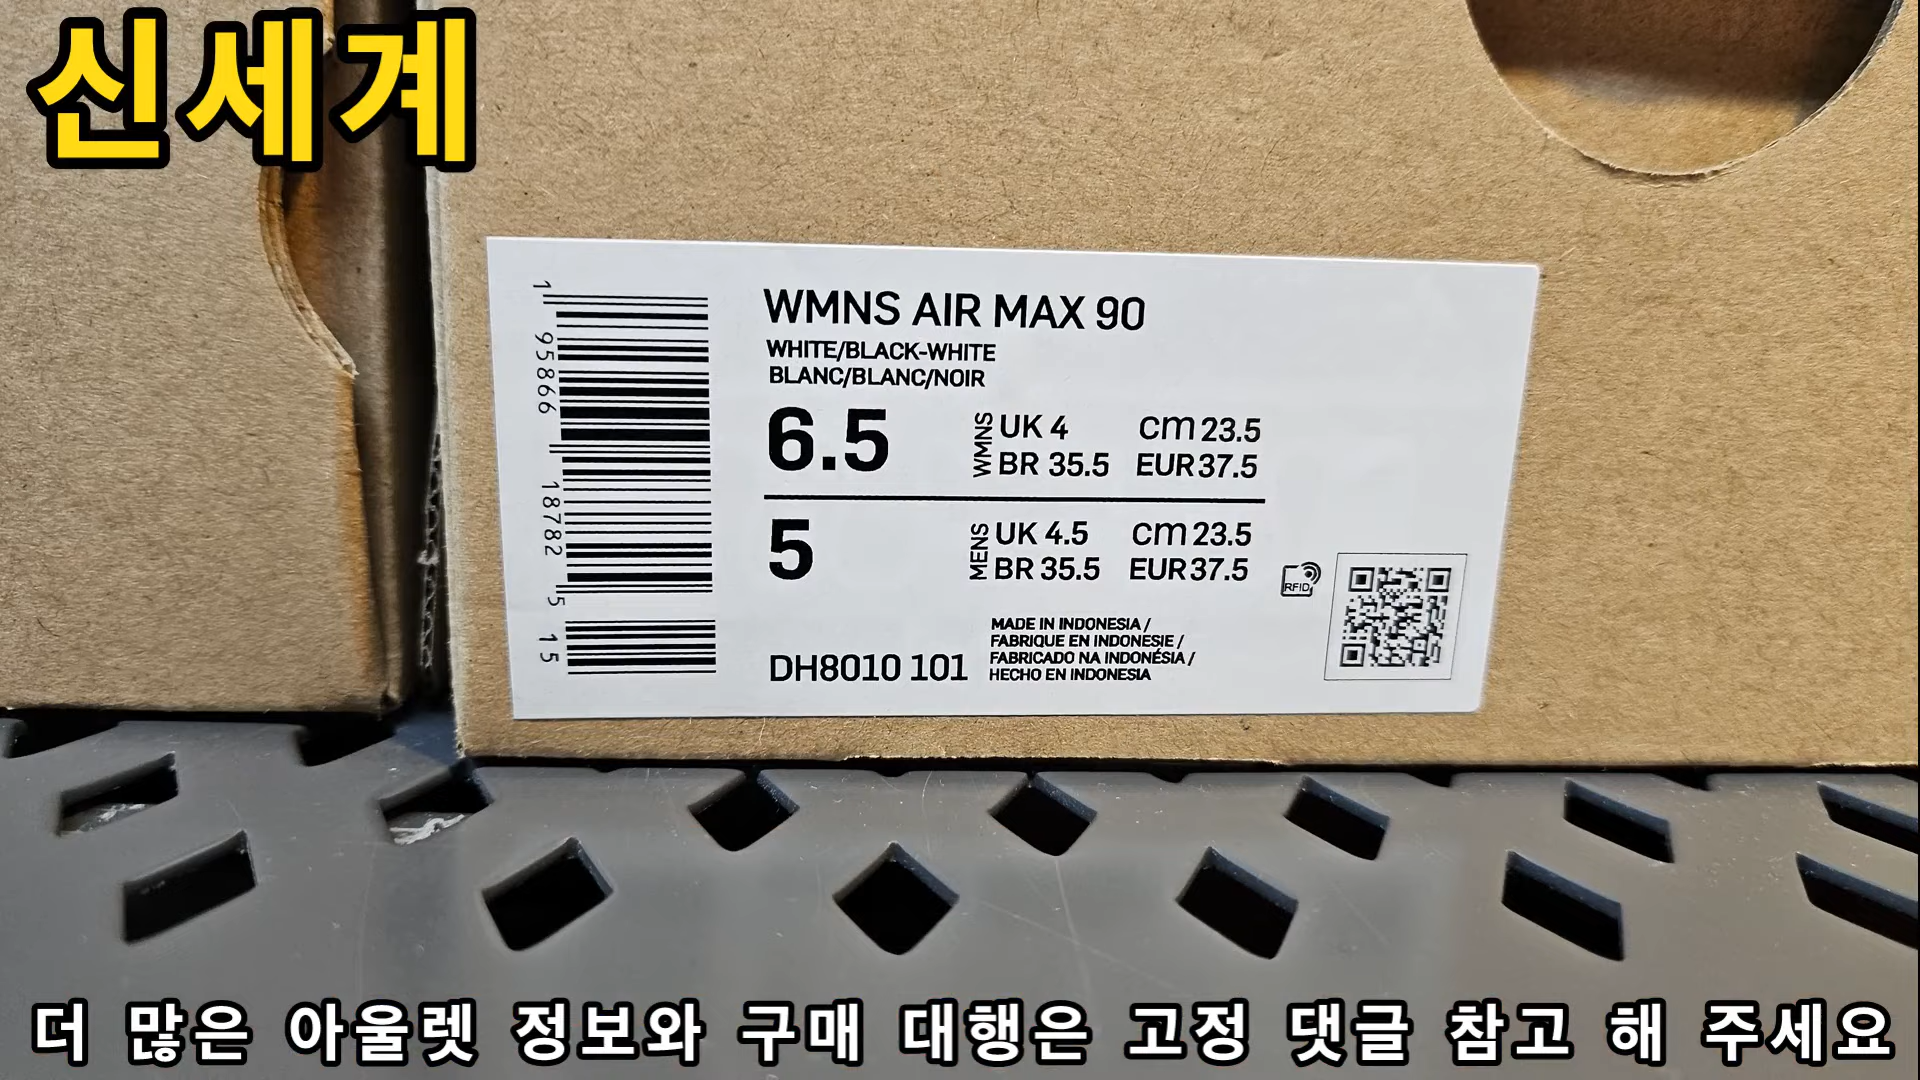 신세계
WMNS AIR MAX 90
WHITE/BLACK-WHITE
BLANC/BLANC/NOIR
6.5 WMNS UK 4 cm 23.5
BR 35.5 EUR 37.5
5 MENS UK 4.5 cm 23.5
BR 35.5 EUR 37.5
RFID
MADE IN INDONESIA /
FABRIQUE EN INDONESIE /
FABRICADO NA INDONÉSIA /
HECHO EN INDONESIA
DH8010 101
1 95866 18782 5 15
더 많은 아울렛 정보와 구매 대행은 고정 댓글 참고 해 주세요